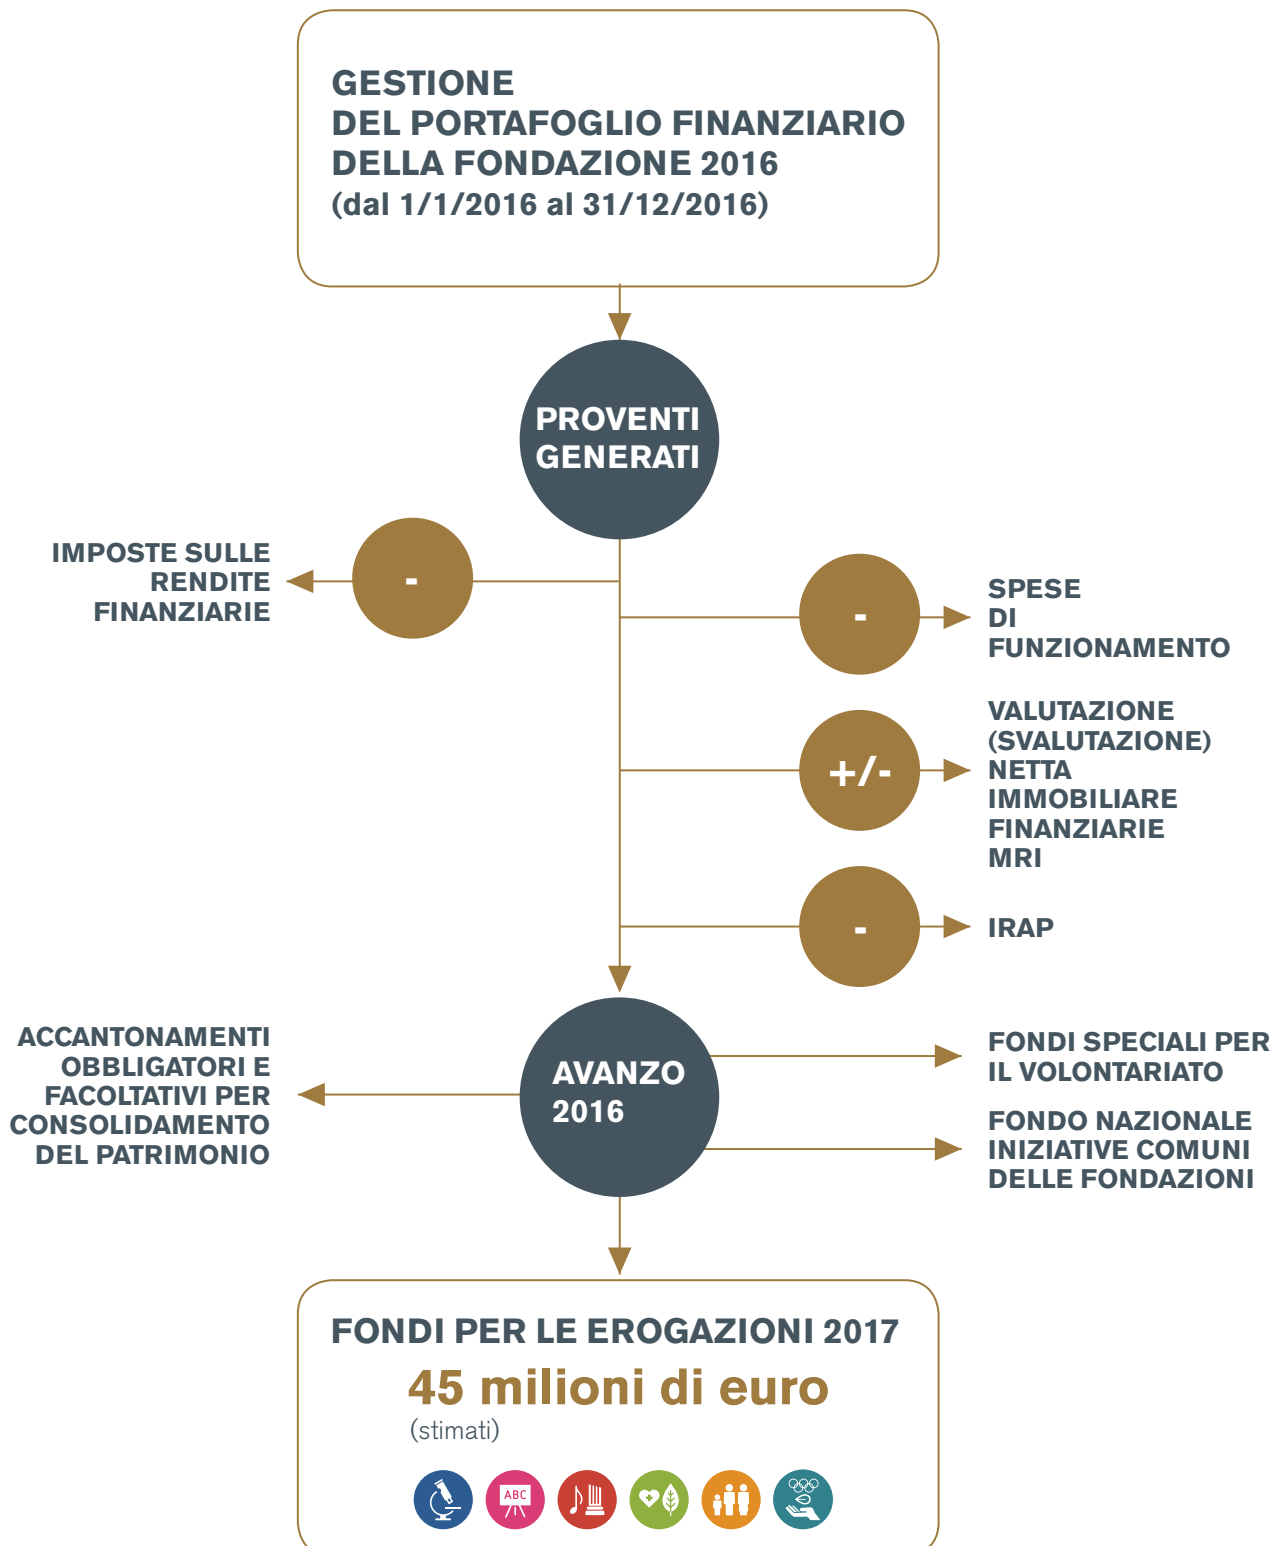 GESTIONE
DEL PORTAFOGLIO FINANZIARIO
DELLA FONDAZIONE 2016
(dal 1/1/2016 al 31/12/2016)
PROVENTI
GENERATI
IMPOSTE SULLE
RENDITE
FINANZIARIE
-
-
SPESE
DI
FUNZIONAMENTO
+/-
VALUTAZIONE
(SVALUTAZIONE)
NETTA
IMMOBILIARE
FINANZIARIE
MRI
-
IRAP
ACCANTONAMENTI
OBBLIGATORI E
FACOLTATIVI PER
CONSOLIDAMENTO
DEL PATRIMONIO
AVANZO
2016
FONDI SPECIALI PER
IL VOLONTARIATO
FONDO NAZIONALE
INIZIATIVE COMUNI
DELLE FONDAZIONI
FONDI PER LE EROGAZIONI 2017
45 milioni di euro
(stimati)
ABC